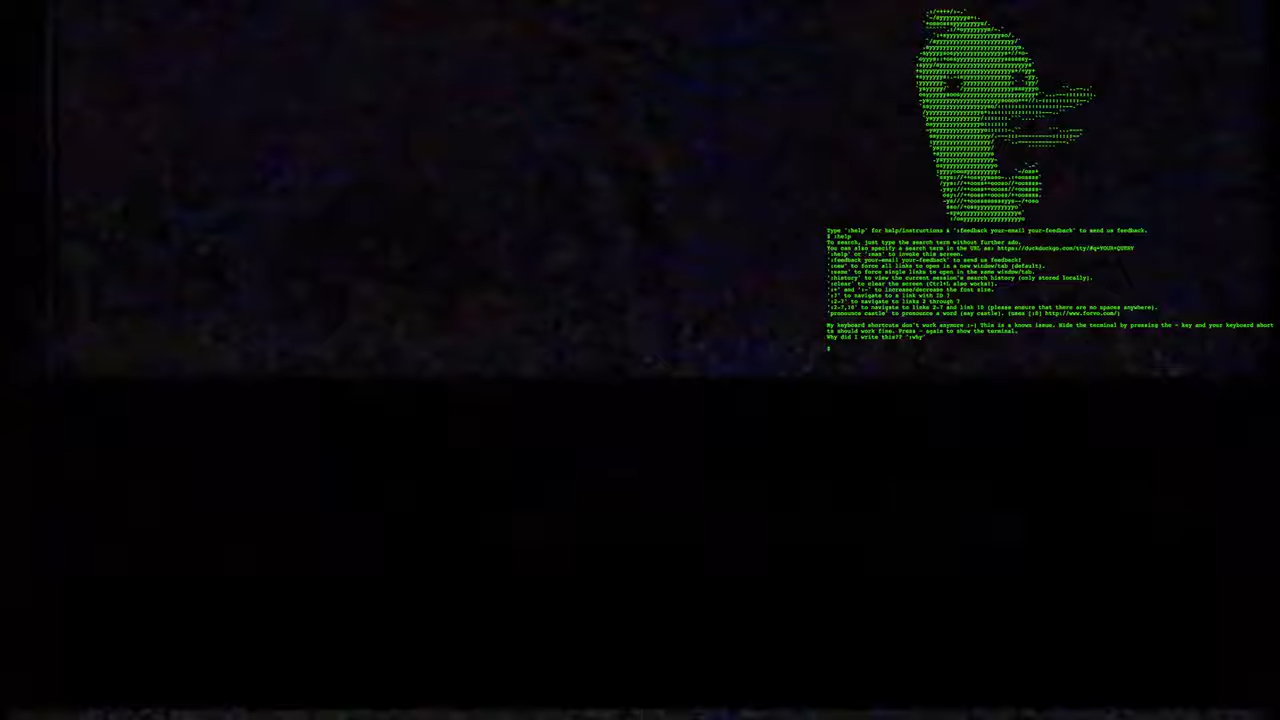 Type ':help' for help/instructions & ':feedback your-email your-feedback' to send us feedback.
$ :help
To search, just type the search term without further ado.
You can also specify a search term in the URL as: https://duckduckgo.com/tty/#q=YOUR+QUERY
':help' or ':man' to invoke this screen.
':feedback your-email your-feedback' to send us feedback!
':new' to force all links to open in a new window/tab (default).
':same' to force single links to open in the same window/tab.
':history' to view the current session's search history (only stored locally).
':clear' to clear the screen (Ctrl+L also works!).
':+' and ':-' to increase/decrease the font size.
':7' to navigate to a link with ID 7
':2-7' to navigate to links 2 through 7
':2-7,10' to navigate to links 2-7 and link 10 (please ensure that there are no spaces anywhere).
'pronounce castle' to pronounce a word (say castle). (uses [:8] http://www.forvo.com/)
My keyboard shortcuts don't work anymore ;-( This is a known issue. Hide the terminal by pressing the ~ key and your keyboard short
ts should work fine. Press ~ again to show the terminal.
Why did I write this?? ':why'
$